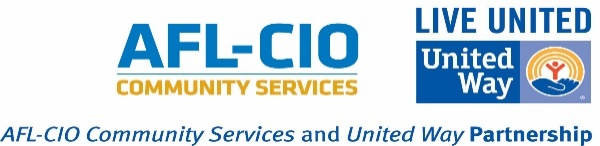 AFL-CIO
COMMUNITY SERVICES
LIVE UNITED
United
Way
AFL-CIO Community Services and United Way Partnership